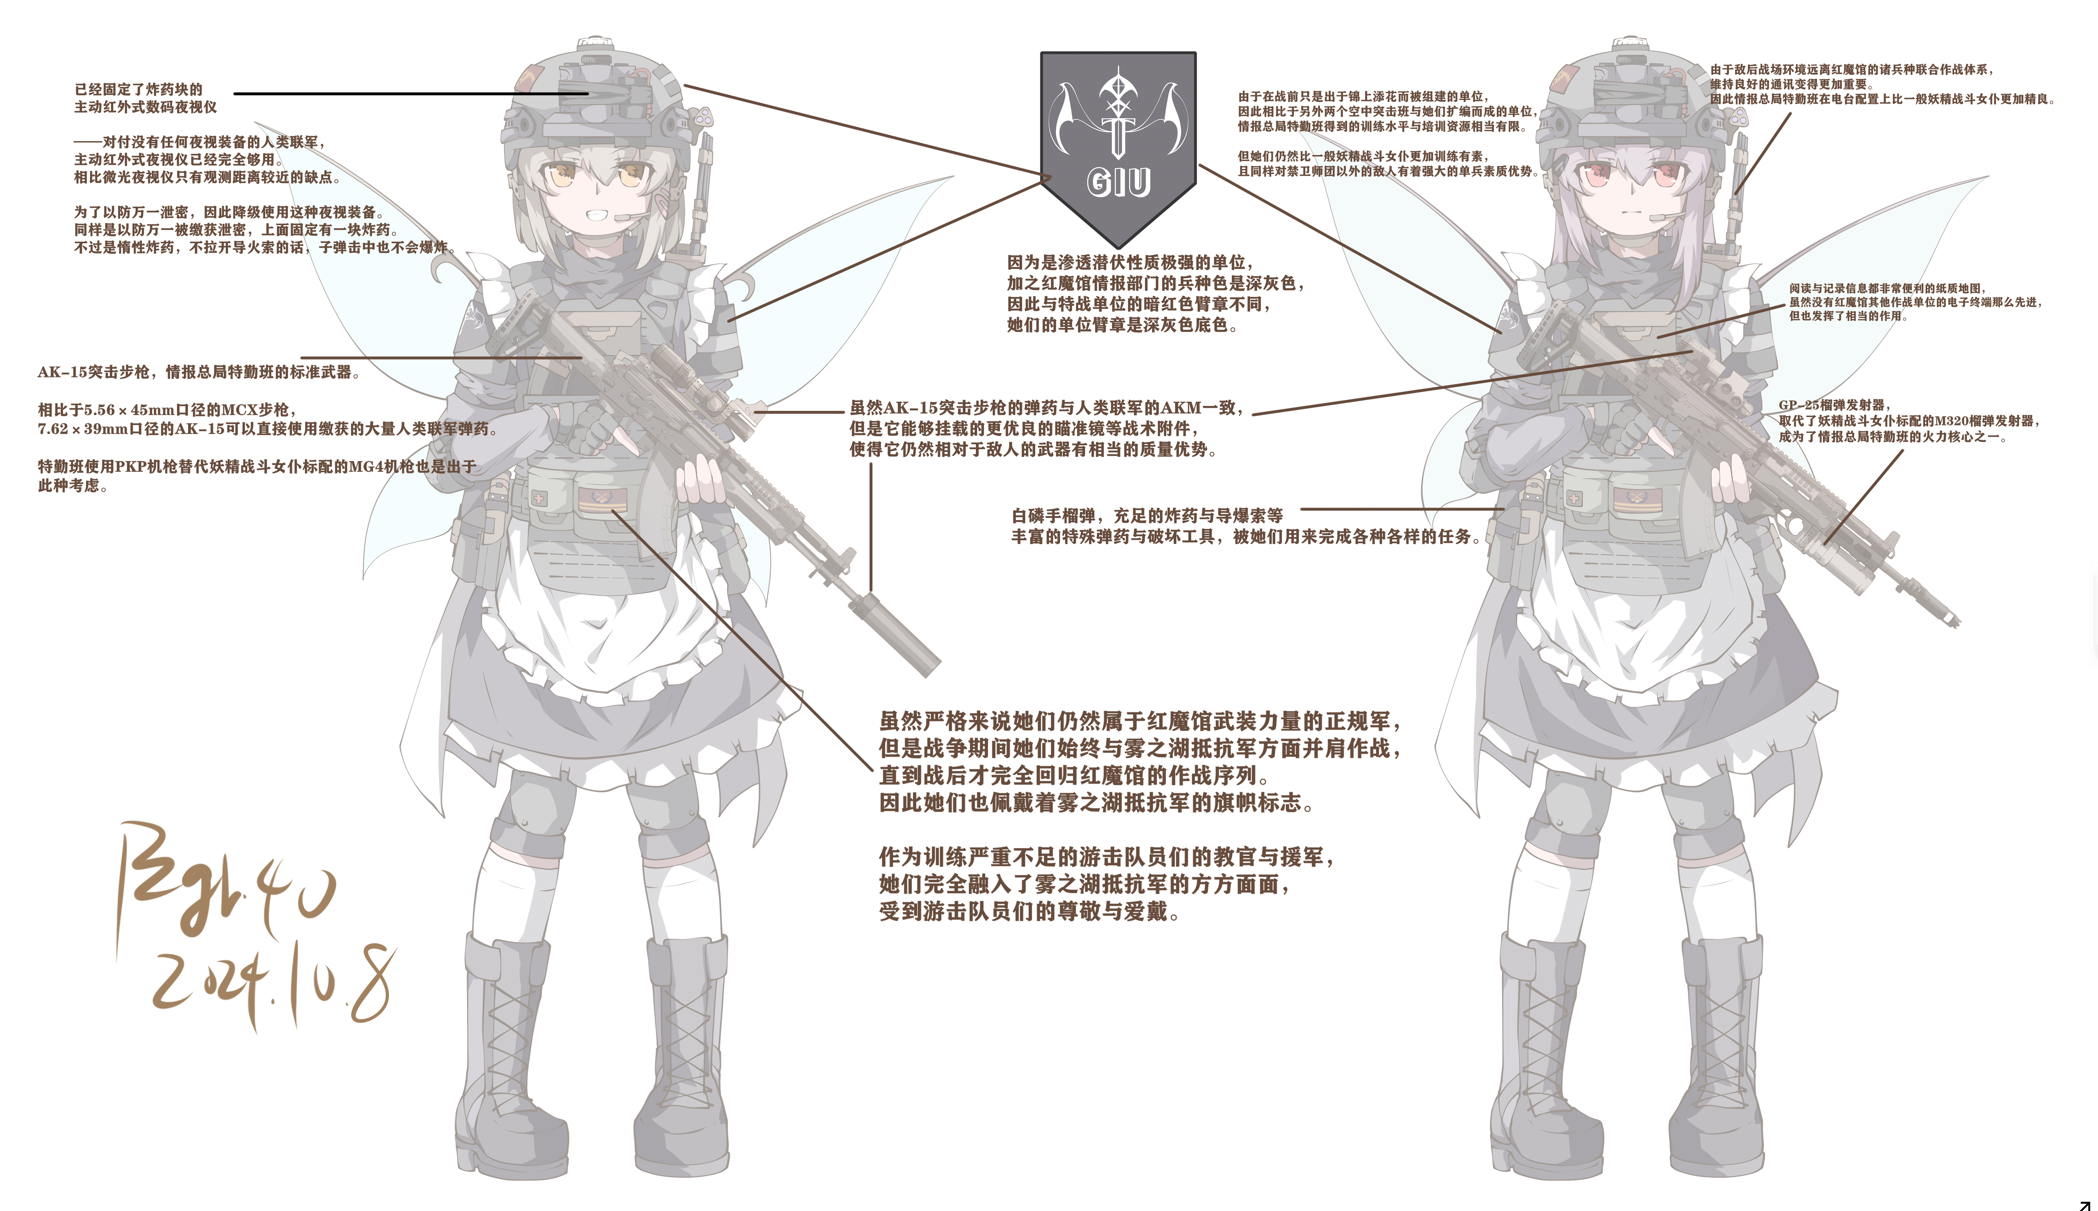 已经固定了炸药块的
主动红外式数码夜视仪
——对付没有任何夜视装备的人类联军，
主动红外式夜视仪已经完全够用。
相比微光夜视仪只有观测距离较近的缺点。
为了以防万一泄密，因此降级使用这种夜视装备。
同样是以防万一被缴获泄密，上面固定有一块炸药。
不过是惰性炸药，不拉开导火索的话，子弹击中也不会爆炸。
AK-15突击步枪，情报总局特勤班的标准武器。
相比于5.56×45mm口径的MCX步枪，
7.62×39mm口径的AK-15可以直接使用缴获的大量人类联军弹药。
特勤班使用PKP机枪替代妖精战斗女仆标配的MG4机枪也是出于
此种考虑。
GIU
因为是渗透潜伏性质极强的单位，
加之红魔馆情报部门的兵种色是深灰色，
因此与特战单位的暗红色臂章不同，
她们的单位臂章是深灰色底色。
由于在战前只是出于锦上添花而被组建的单位，
因此相比于另外两个空中突击班与她们扩编而成的单位，
情报总局特勤班得到的训练水平与培训资源相当有限。
但她们仍然比一般妖精战斗女仆更加训练有素，
且同样对禁卫师团以外的敌人有着强大的单兵素质优势。
由于敌后战场环境远离红魔馆的诸兵种联合作战体系，
维持良好的通讯变得更加重要。
因此情报总局特勤班在电台配置上比一般妖精战斗女仆更加精良。
阅读与记录信息都非常便利的纸质地图，
虽然没有红魔馆其他作战单位的电子终端那么先进，
但也发挥了相当的作用。
虽然AK-15突击步枪的弹药与人类联军的AKM一致，
但是它能够挂载的更优良的瞄准镜等战术附件，
使得它仍然相对于敌人的武器有相当的质量优势。
GP-25榴弹发射器，
取代了妖精战斗女仆标配的M320榴弹发射器，
成为了情报总局特勤班的火力核心之一。
白磷手榴弹，充足的炸药与导爆索等
丰富的特殊弹药与破坏工具，被她们用来完成各种各样的任务。
虽然严格来说她们仍然属于红魔馆武装力量的正规军，
但是战争期间她们始终与雾之湖抵抗军方面并肩作战，
直到战后才完全回归红魔馆的作战序列。
因此她们也佩戴着雾之湖抵抗军的旗帜标志。
作为训练严重不足的游击队员们的教官与援军，
她们完全融入了雾之湖抵抗军的方方面面，
受到游击队员们的尊敬与爱戴。
2024.10.8